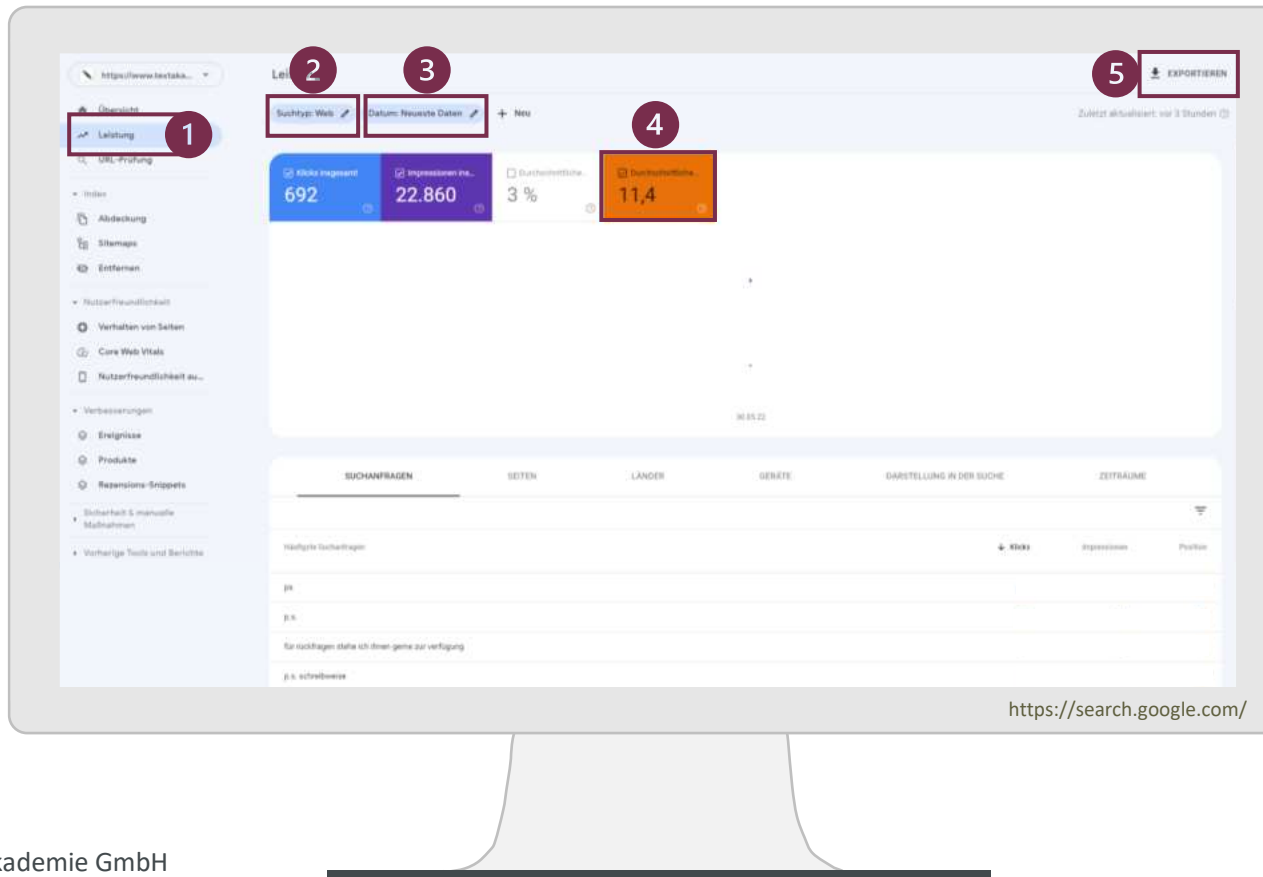 https://www.textaka...
Leistung
EXPORTIEREN
1
2
3
4
5
Übersicht
Leistung
URL-Prüfung
Suchtyp: Web
Datum: Neueste Daten
+ Neu
Zuletzt aktualisiert: vor 3 Stunden
Klicks insgesamt
692
Impressionen ins...
22.860
Durchschnittliche...
3 %
Durchschnittliche...
11,4
Index
Abdeckung
Sitemaps
Entfernen
Nutzerfreundlichkeit
Verhalten von Seiten
Core Web Vitals
Nutzerfreundlichkeit au...
Verbesserungen
Ereignisse
Produkte
Rezensions-Snippets
Sicherheit & manuelle
Maßnahmen
Vorherige Tools und Berichte
30.05.22
SUCHANFRAGEN
SEITEN
LÄNDER
GERÄTE
DARSTELLUNG IN DER SUCHE
ZEITRÄUME
Häufigste Suchanfragen
Klicks
Impressionen
Position
ps
p.s.
für rückfragen stehe ich ihnen gerne zur verfügung
p.s. schreibweise
https://search.google.com/
kademie GmbH